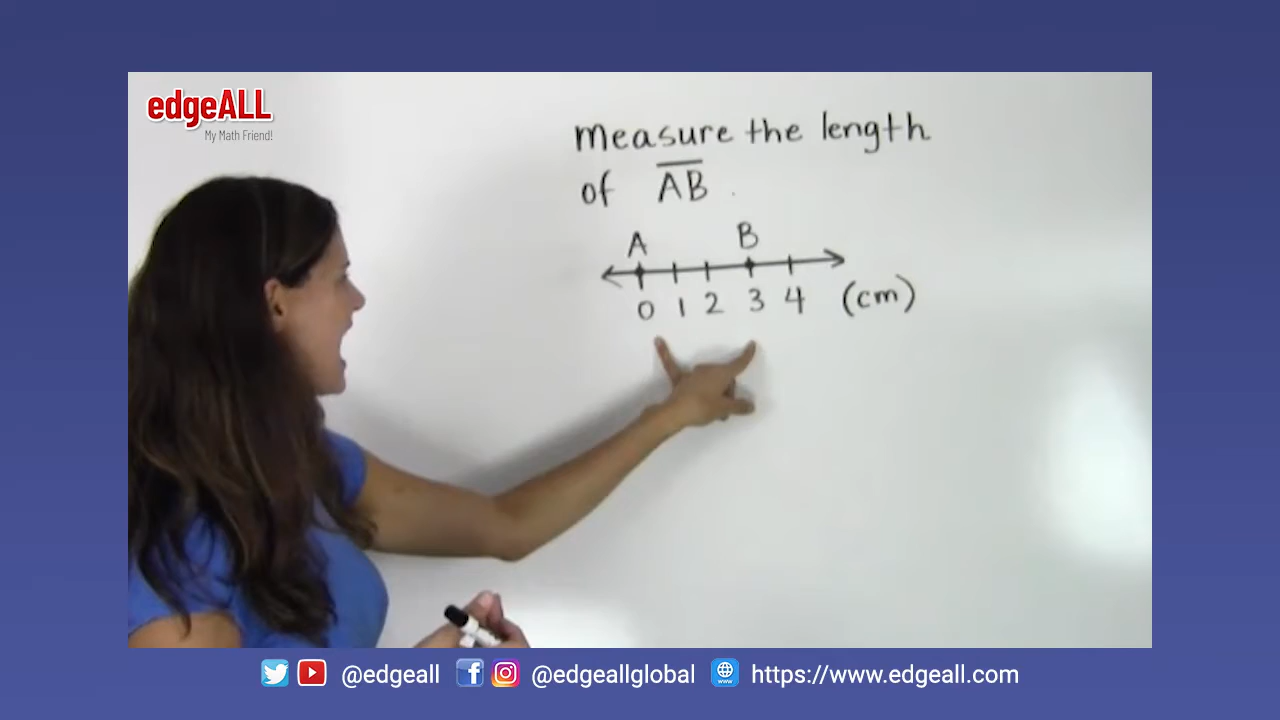 edgeALL
My Math Friend!
measure the length
of AB
A B
0 1 2 3 4 (cm)
@edgeall @edgeallglobal https://www.edgeall.com